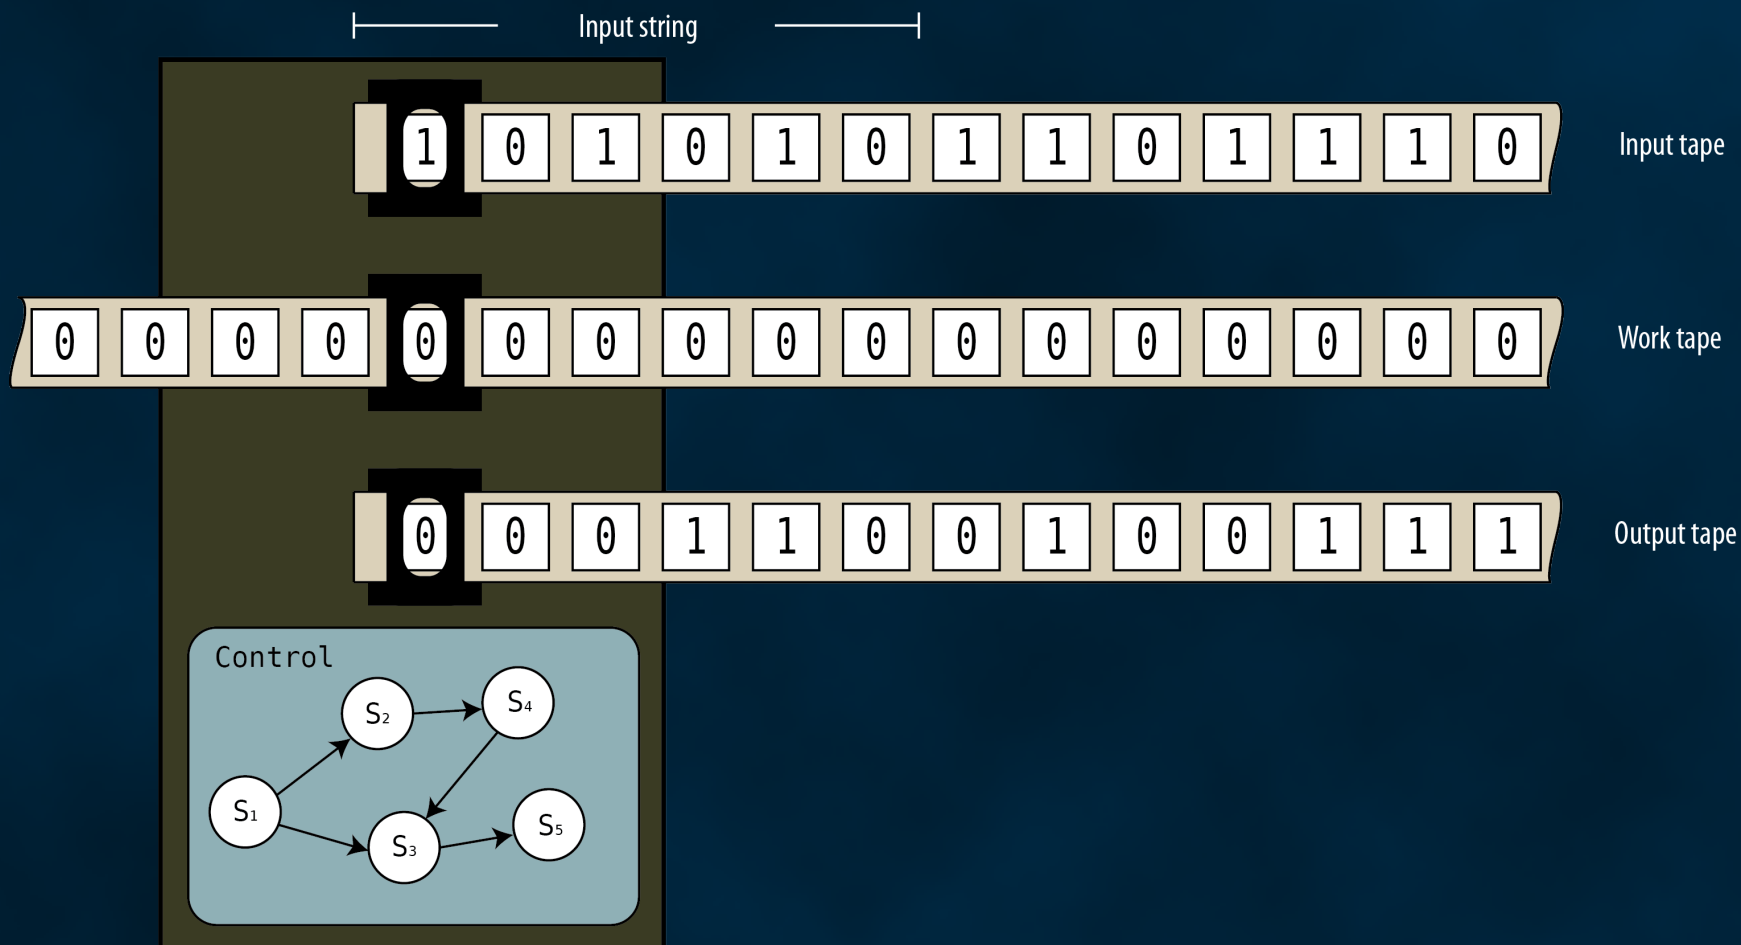 Input string
1 0 1 0 1 0 1 1 0 1 1 1 0 Input tape
0 0 0 0 0 0 0 0 0 0 0 0 0 0 0 0 0 Work tape
0 0 0 1 1 0 0 1 0 0 1 1 1 Output tape
Control
S2
S4
S1
S3
S5